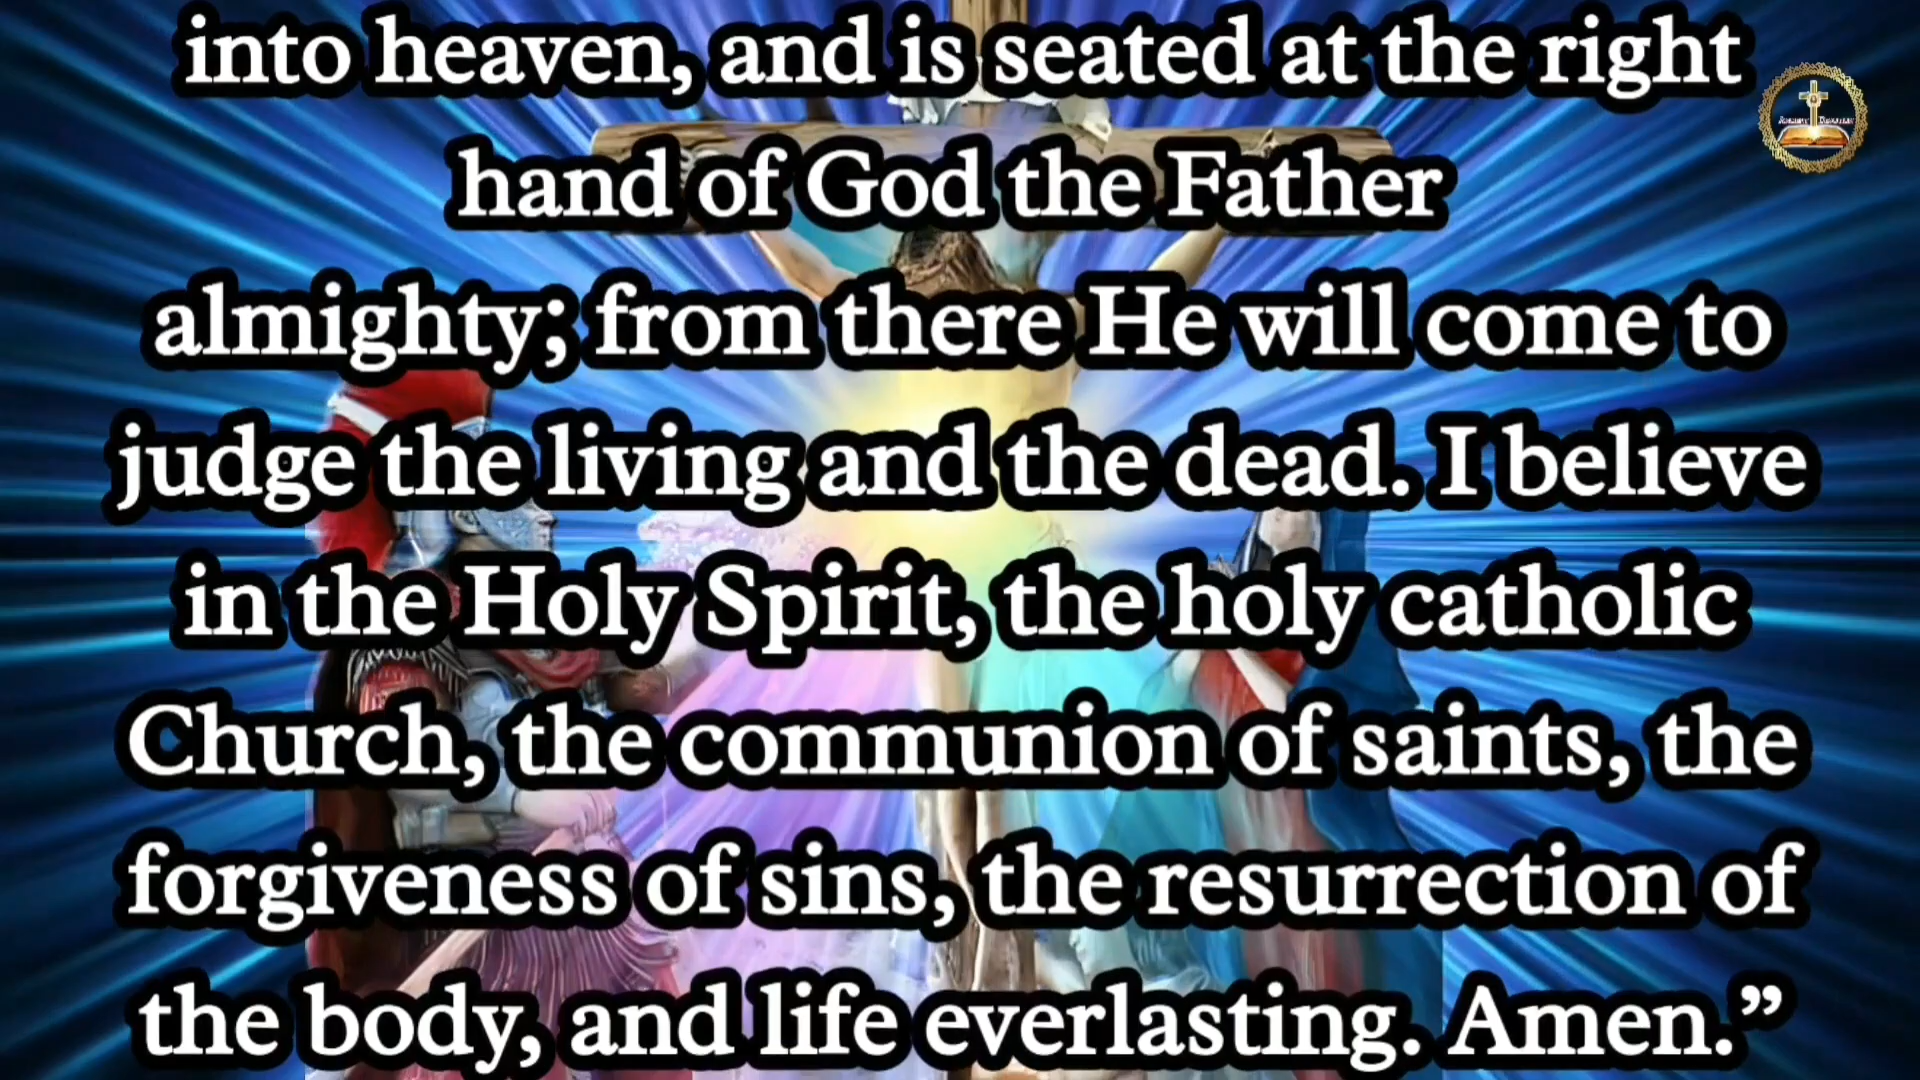 into heaven, and is seated at the right
hand of God the Father
almighty; from there He will come to
judge the living and the dead. I believe
in the Holy Spirit, the holy catholic
Church, the communion of saints, the
forgiveness of sins, the resurrection of
the body, and life everlasting. Amen.”